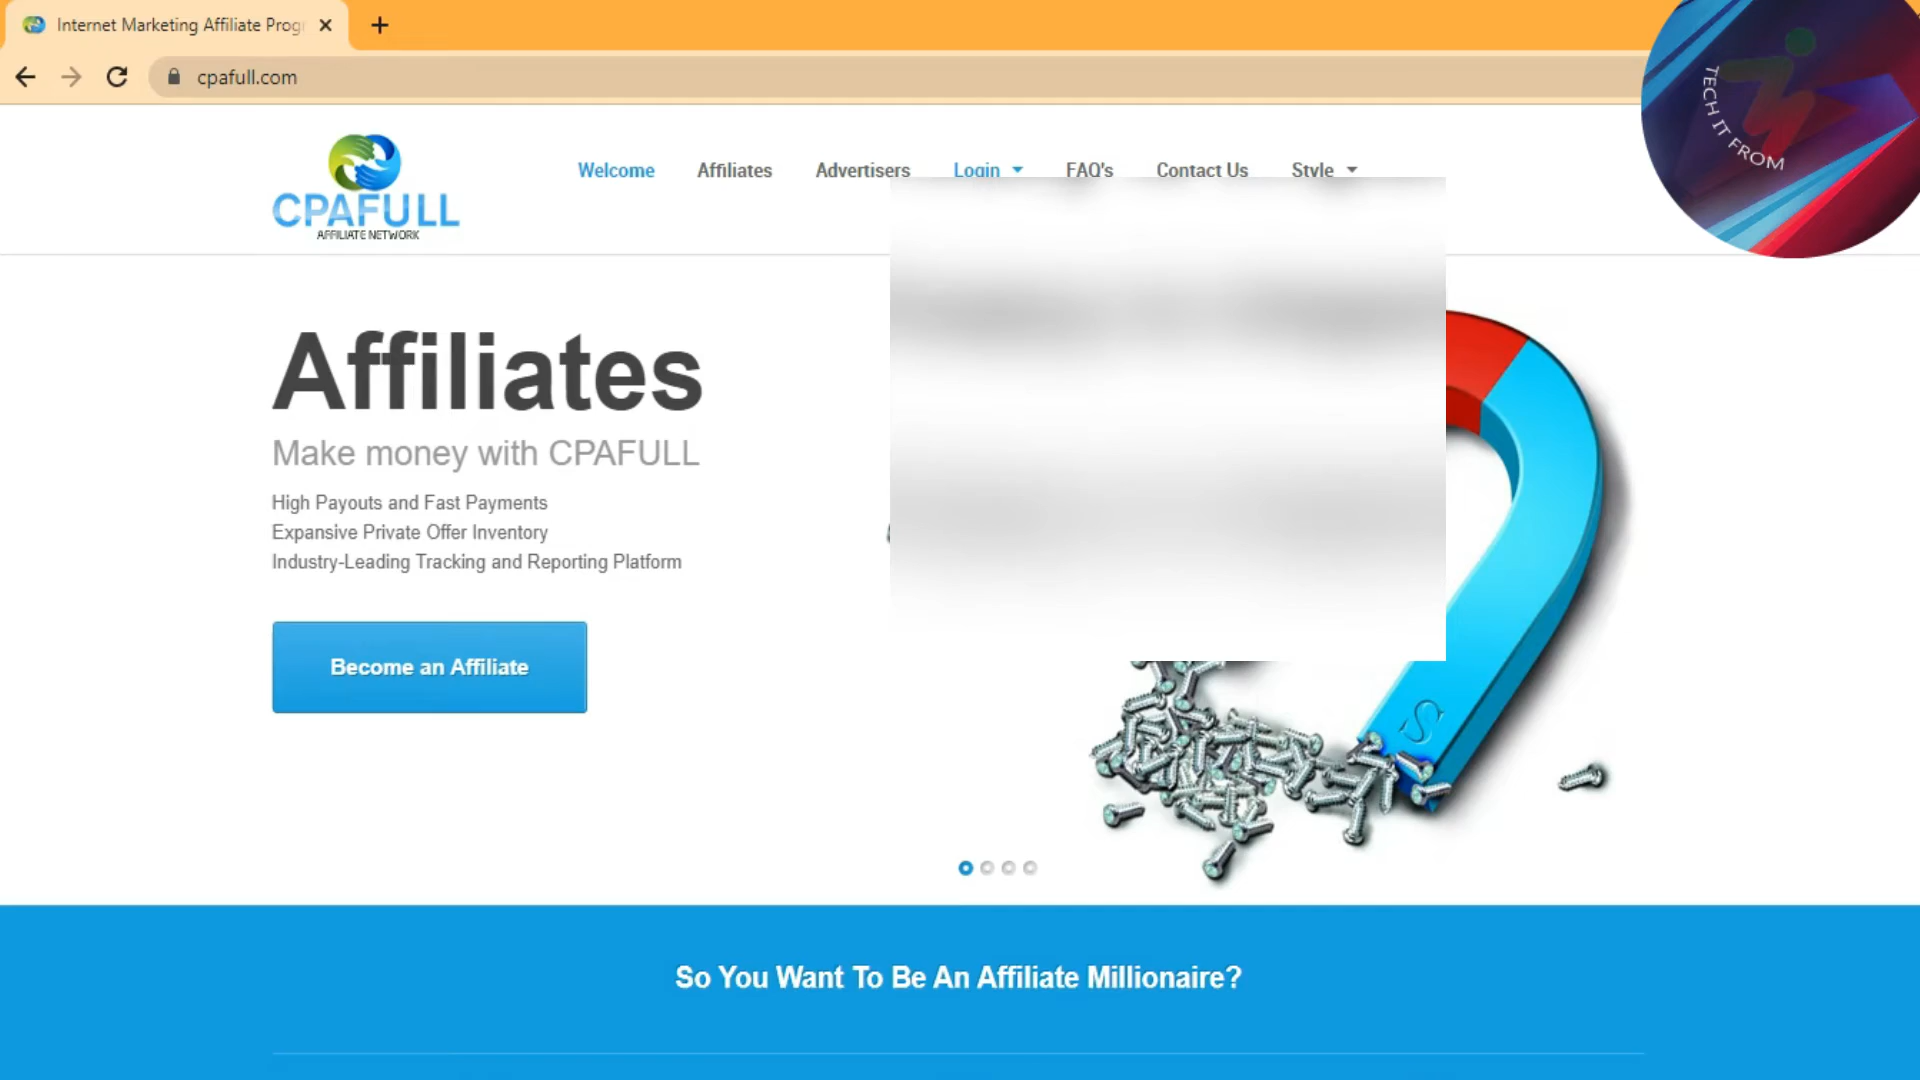 Internet Marketing Affiliate Prog
cpafull.com
TECH IT FROM
CPAFULL
AFFILIATE NETWORK
Welcome Affiliates Advertisers Login FAQ's Contact Us Style
Affiliates
Make money with CPAFULL
High Payouts and Fast Payments
Expansive Private Offer Inventory
Industry-Leading Tracking and Reporting Platform
Become an Affiliate
S
So You Want To Be An Affiliate Millionaire?